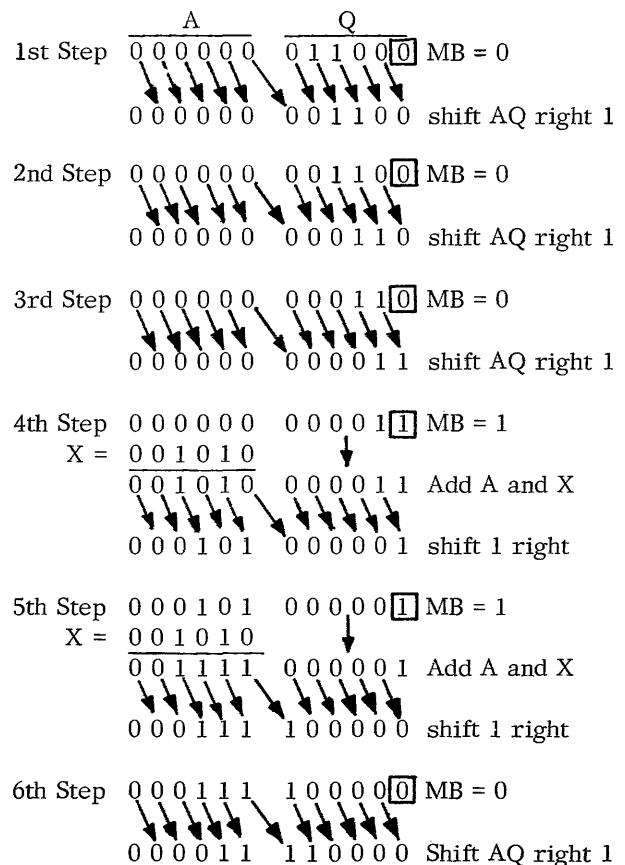 A Q
1st Step 0 0 0 0 0 0 0 1 1 0 0 0 MB = 0
0 0 0 0 0 0 0 0 1 1 0 0 shift AQ right 1
2nd Step 0 0 0 0 0 0 0 0 1 1 0 0 MB = 0
0 0 0 0 0 0 0 0 0 1 1 0 shift AQ right 1
3rd Step 0 0 0 0 0 0 0 0 0 1 1 0 MB = 0
0 0 0 0 0 0 0 0 0 0 1 1 shift AQ right 1
4th Step 0 0 0 0 0 0 0 0 0 0 1 1 MB = 1
X = 0 0 1 0 1 0
0 0 1 0 1 0 0 0 0 0 1 1 Add A and X
0 0 0 1 0 1 0 0 0 0 0 1 shift 1 right
5th Step 0 0 0 1 0 1 0 0 0 0 0 1 MB = 1
X = 0 0 1 0 1 0
0 0 1 1 1 1 0 0 0 0 0 1 Add A and X
0 0 0 1 1 1 1 0 0 0 0 0 shift 1 right
6th Step 0 0 0 1 1 1 1 0 0 0 0 0 MB = 0
0 0 0 0 1 1 1 1 0 0 0 0 Shift AQ right 1